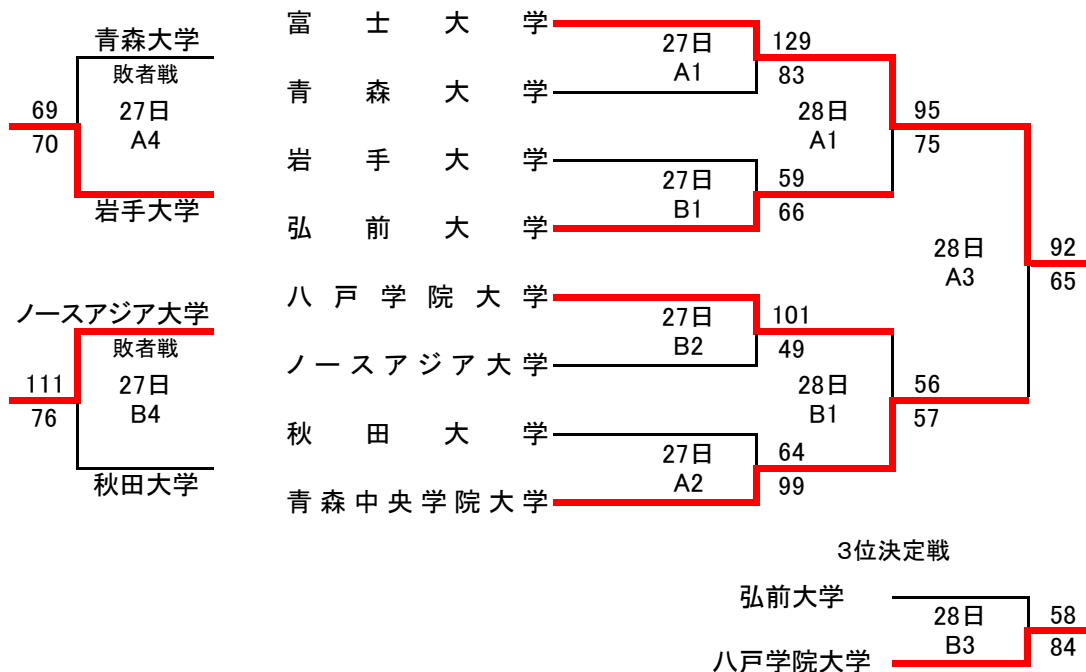 青森大学
敗者戦
69
27日
70
A4
岩手大学
ノースアジア大学
敗者戦
111
27日
76
B4
秋田大学
富士大学
青森大学
岩手大学
弘前大学
八戸学院大学
ノースアジア大学
秋田大学
青森中央学院大学
27日
A1
129
83
27日
B1
59
66
27日
B2
101
49
27日
A2
64
99
28日
A1
95
75
28日
B1
56
57
28日
A3
92
65
3位決定戦
弘前大学
28日
B3
58
84
八戸学院大学